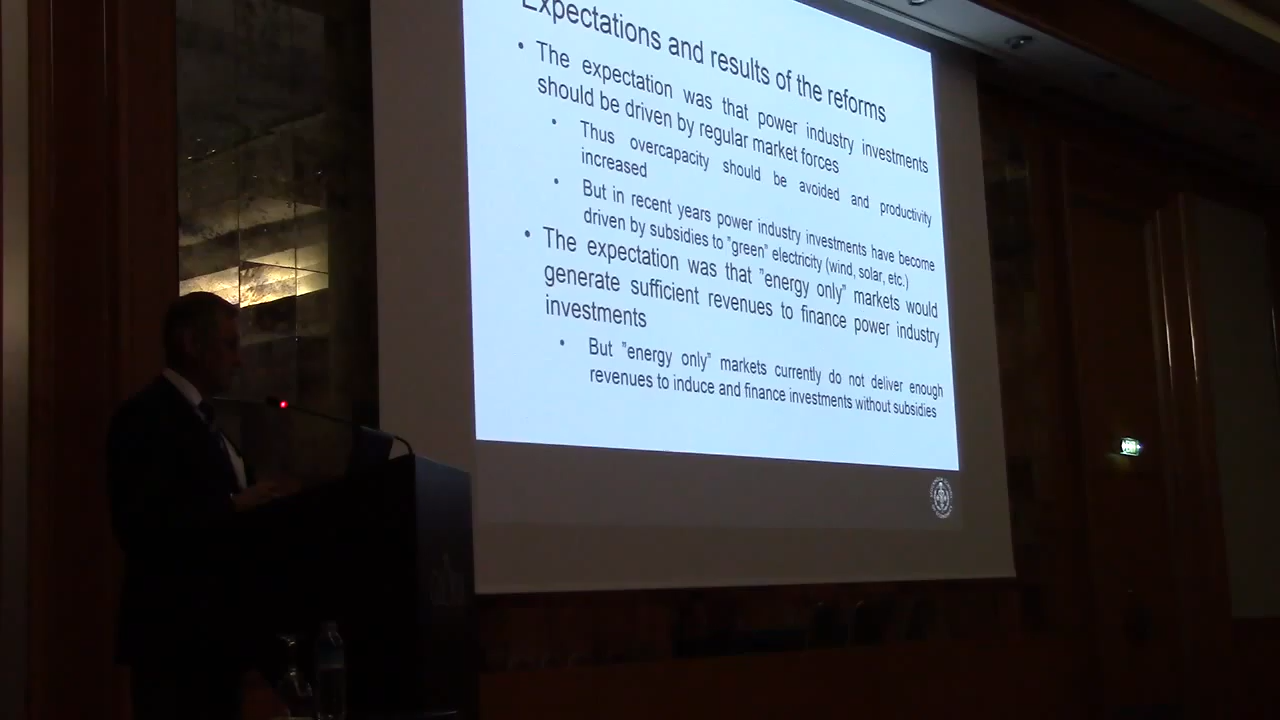 Expectations and results of the reforms
• The expectation was that power industry investments
should be driven by regular market forces
• Thus overcapacity should be avoided and productivity
increased
• But in recent years power industry investments have become
driven by subsidies to ”green” electricity (wind, solar, etc.)
• The expectation was that ”energy only” markets would
generate sufficient revenues to finance power industry
investments
• But ”energy only” markets currently do not deliver enough
revenues to induce and finance investments without subsidies